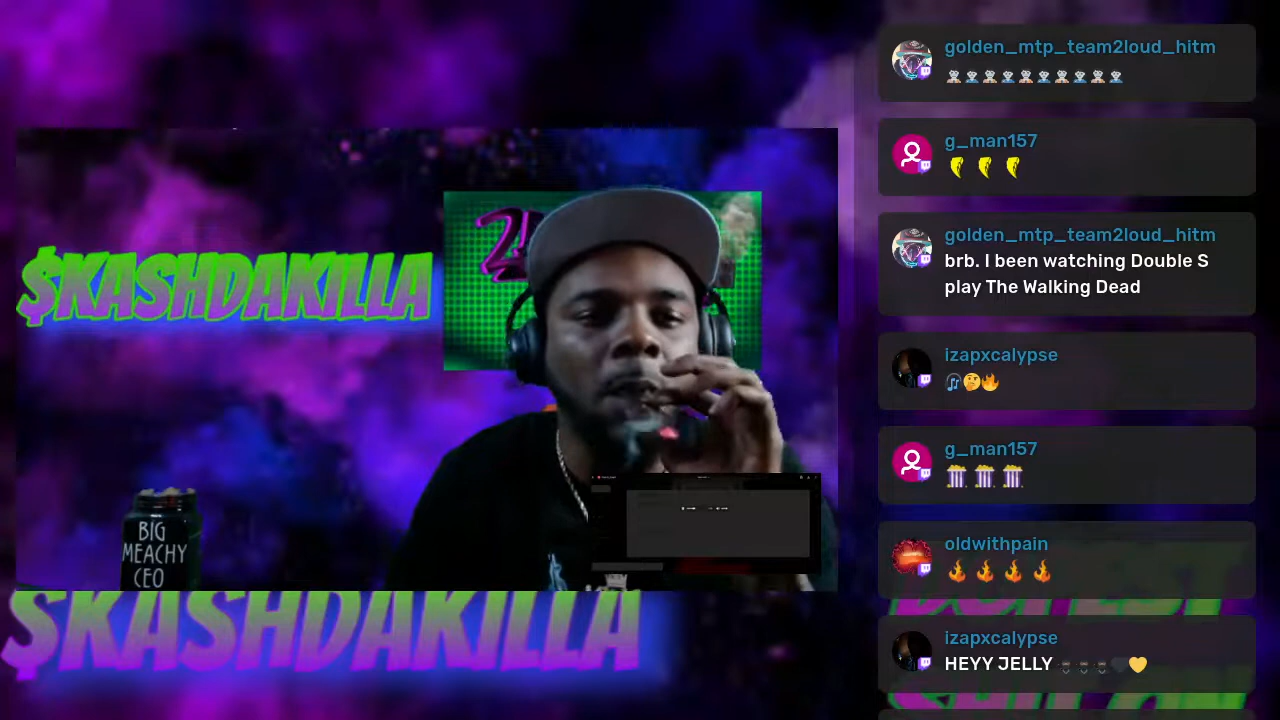 golden_mtp_team2loud_hitm
g_man157
golden_mtp_team2loud_hitm
brb. I been watching Double S
play The Walking Dead
izapxcalypse
g_man157
oldwithpain
izapxcalypse
HEYY JELLY
$KASHDAKILLA
BIG
MEACHY
CEO
$KASHDAKILLA